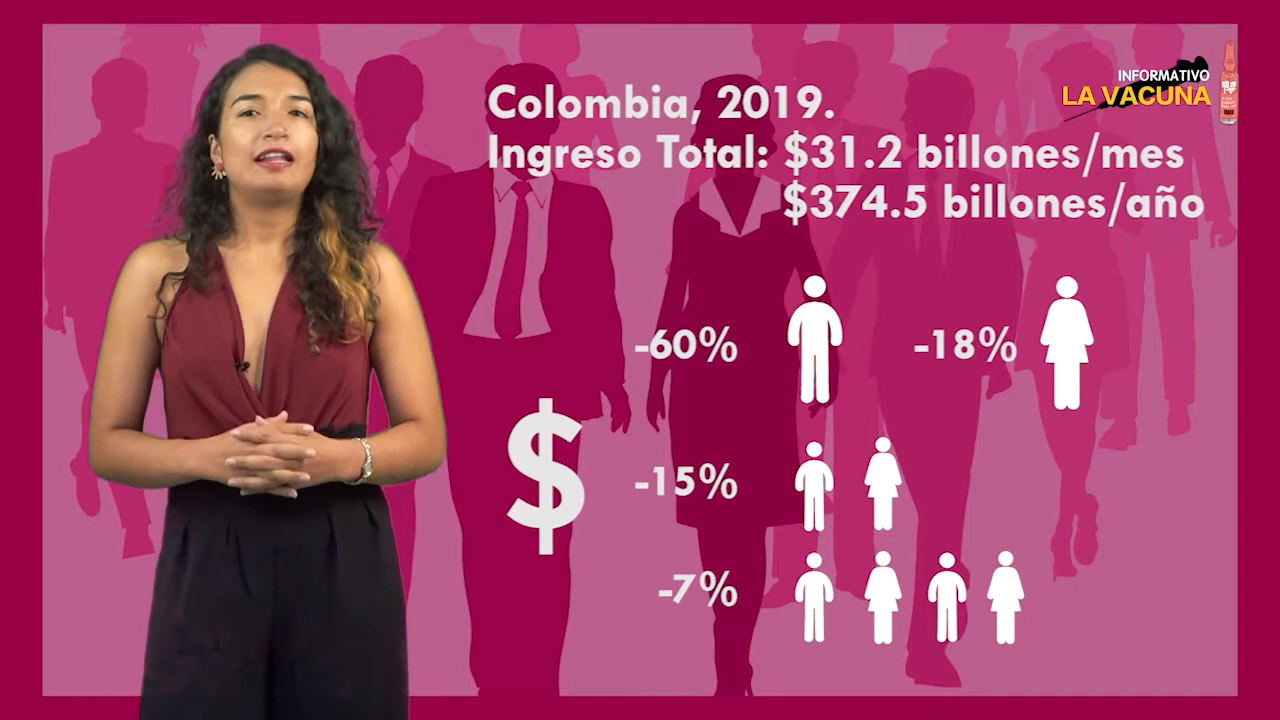 INFORMATIVO
LA VACUNA
Colombia, 2019.
Ingreso Total: $31.2 billones/mes
$374.5 billones/año
-60%
-18%
$
-15%
-7%